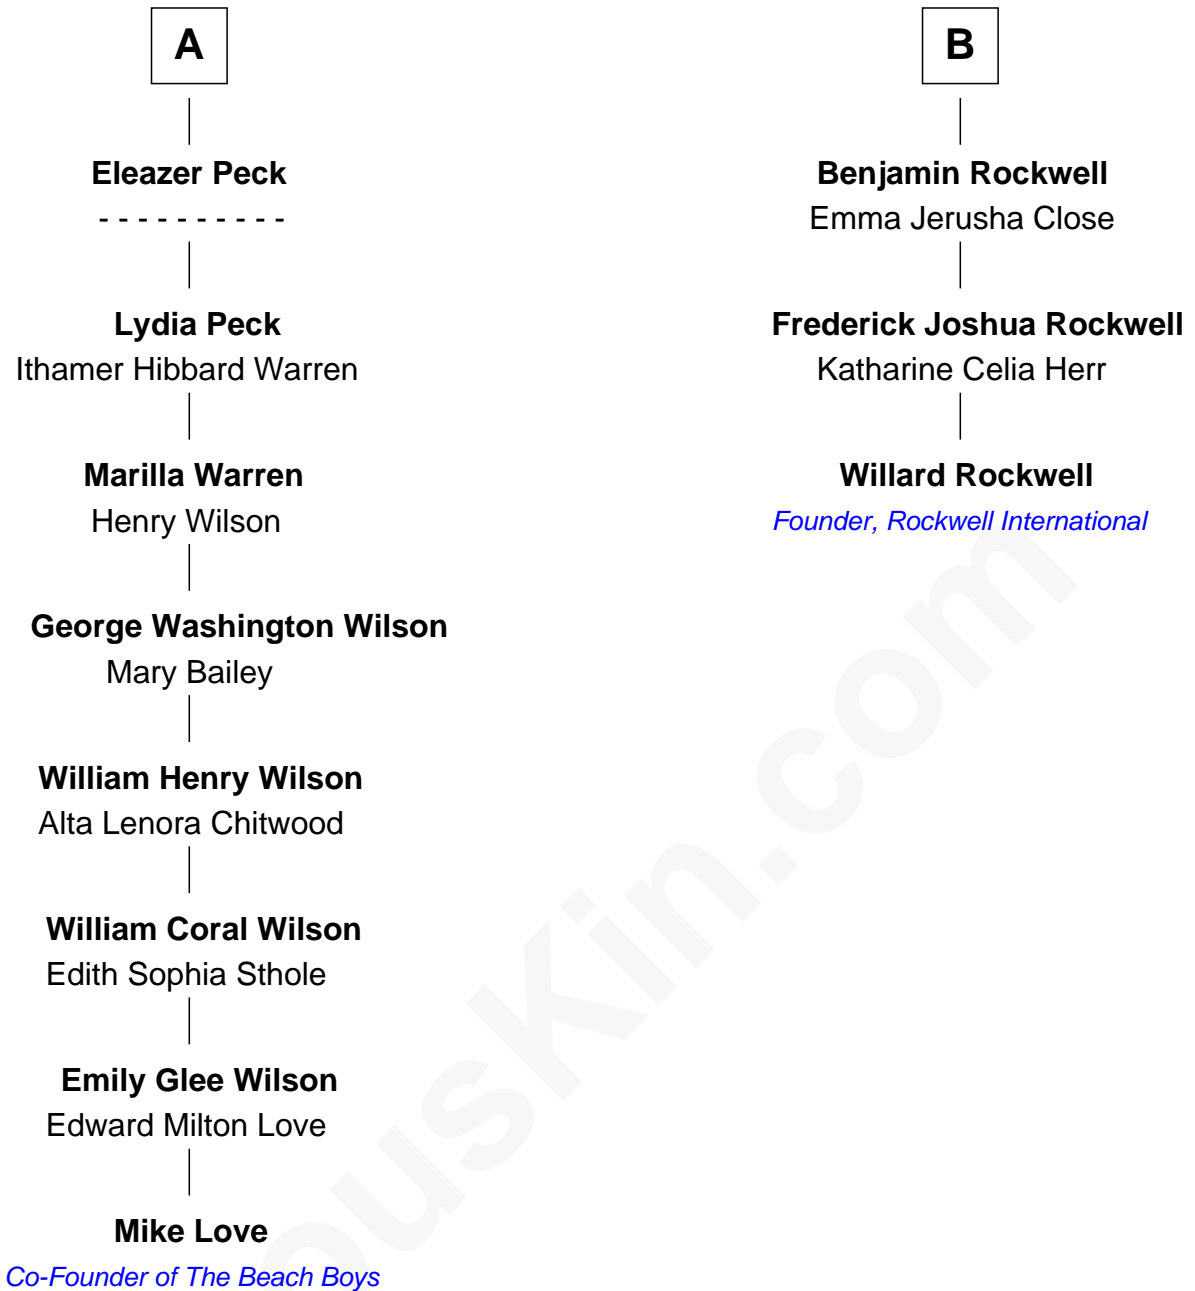 A
Eleazer Peck
- - - - - - - - - -
Lydia Peck
Ithamer Hibbard Warren
Marilla Warren
Henry Wilson
George Washington Wilson
Mary Bailey
William Henry Wilson
Alta Lenora Chitwood
William Coral Wilson
Edith Sophia Sthole
Emily Glee Wilson
Edward Milton Love
Mike Love
Co-Founder of The Beach Boys
B
Benjamin Rockwell
Emma Jerusha Close
Frederick Joshua Rockwell
Katharine Celia Herr
Willard Rockwell
Founder, Rockwell International
ousKin.com